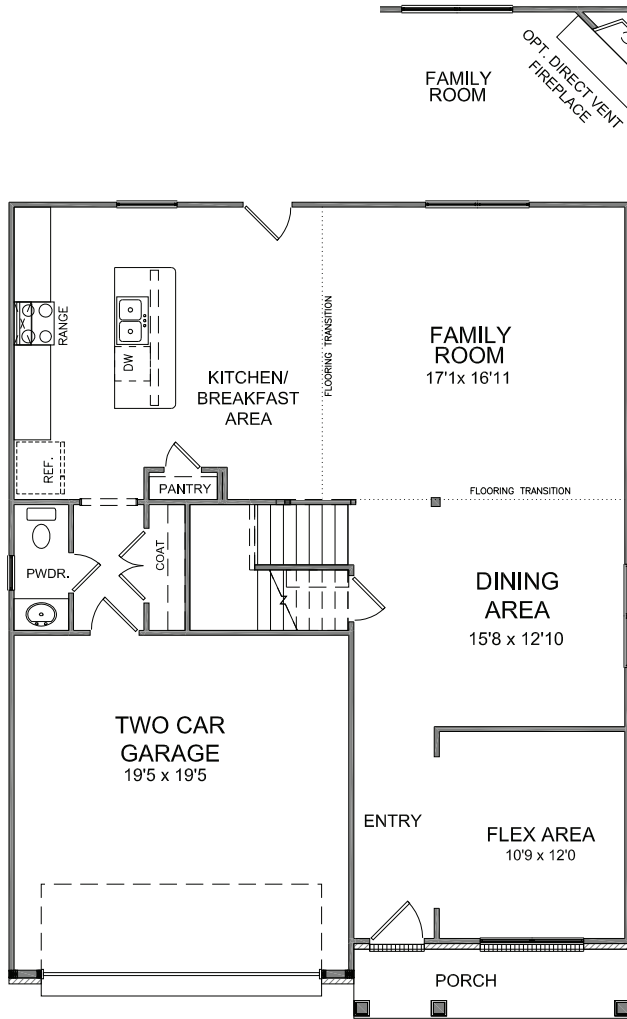 FAMILY
ROOM
OPT. DIRECT VENT
FIREPLACE
RANGE
DW
KITCHEN/
BREAKFAST
AREA
FLOORING TRANSITION
FAMILY
ROOM
17'1x 16'11
REF.
PANTRY
FLOORING TRANSITION
PWDR.
COAT
DINING
AREA
15'8 x 12'10
TWO CAR
GARAGE
19'5 x 19'5
ENTRY
FLEX AREA
10'9 x 12'0
PORCH